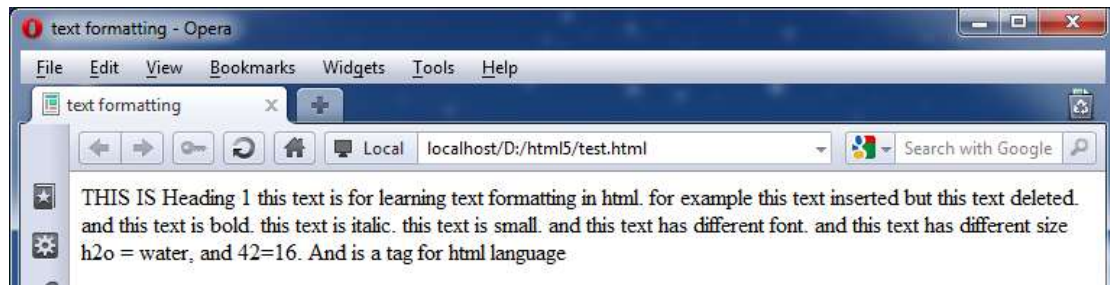 text formatting - Opera
File Edit View Bookmarks Widgets Tools Help
text formatting
Local localhost/D:/html5/test.html Search with Google
THIS IS Heading 1 this text is for learning text formatting in html. for example this text inserted but this text deleted.
and this text is bold. this text is italic. this text is small. and this text has different font. and this text has different size
h2o = water, and 42=16. And is a tag for html language